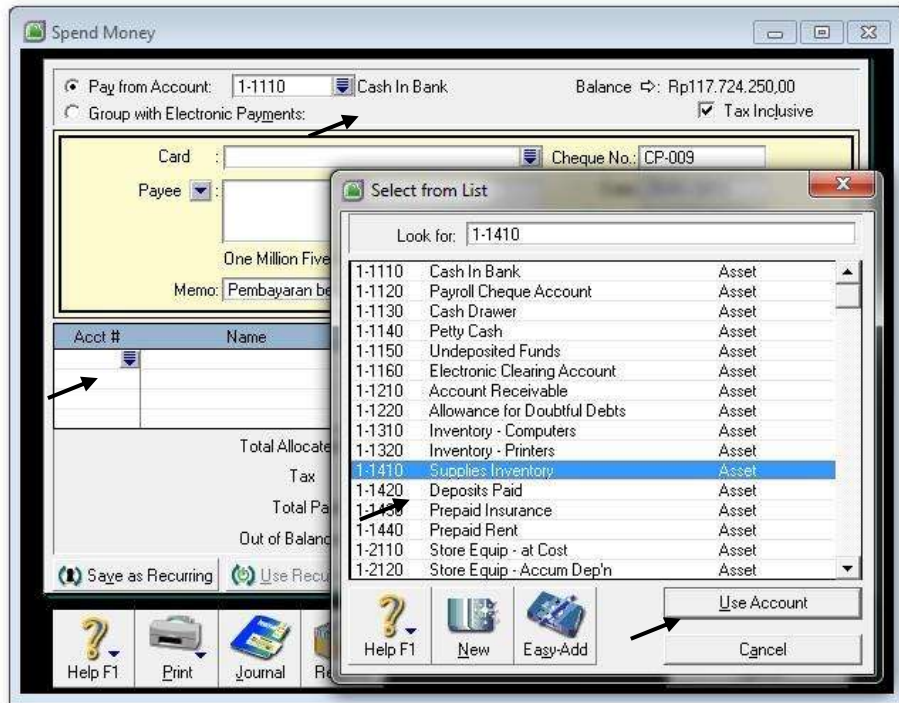 Spend Money
Pay from Account: 1-1110 Cash In Bank Balance ⇨: Rp117.724.250,00
Group with Electronic Payments: Tax Inclusive
Card : Cheque No.: CP-009
Payee :
One Million Five
Memo: Pembayaran be
Acct # Name
Total Allocate
Tax
Total Pa
Out of Balanc
Save as Recurring Use Recu
Help F1 Print Journal Re
Select from List
Look for: 1-1410
1-1110 Cash In Bank Asset
1-1120 Payroll Cheque Account Asset
1-1130 Cash Drawer Asset
1-1140 Petty Cash Asset
1-1150 Undeposited Funds Asset
1-1160 Electronic Clearing Account Asset
1-1210 Account Receivable Asset
1-1220 Allowance for Doubtful Debts Asset
1-1310 Inventory - Computers Asset
1-1320 Inventory - Printers Asset
1-1410 Supplies Inventory Asset
1-1420 Deposits Paid Asset
1-1430 Prepaid Insurance Asset
1-1440 Prepaid Rent Asset
1-2110 Store Equip - at Cost Asset
1-2120 Store Equip - Accum Dep'n Asset
Use Account
Help F1 New Easy-Add Cancel